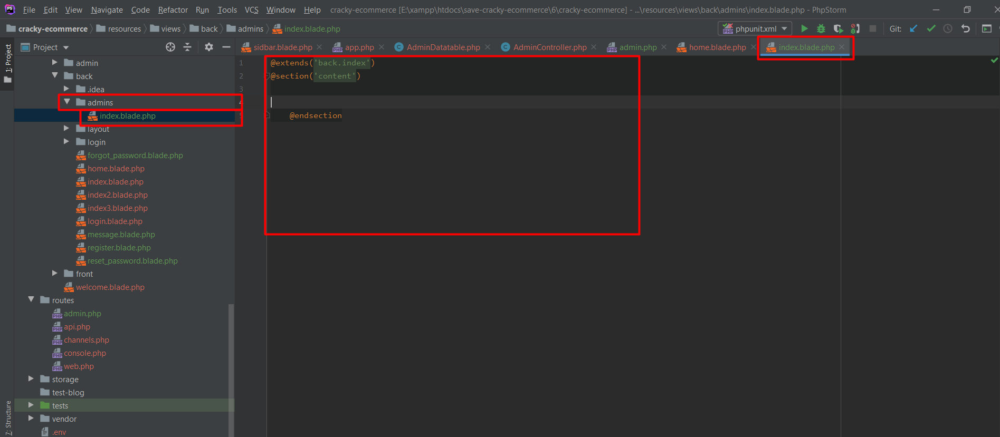 PS File Edit View Navigate Code Refactor Run Tools VCS Window Help cracky-ecommerce [E:\xampp\htdocs\save-cracky-ecommerce\6\cracky-ecommerce] - ...\resources\views\back\admins\index.blade.php - PhpStorm
cracky-ecommerce resources views back admins index.blade.php phpunit.xml Git:
1: Project
Project
sidbar.blade.php app.php AdminDatatable.php AdminController.php admin.php home.blade.php index.blade.php
admin
back
.idea
admins
index.blade.php
layout
login
forgot_password.blade.php
home.blade.php
index.blade.php
index2.blade.php
index3.blade.php
login.blade.php
message.blade.php
register.blade.php
reset_password.blade.php
front
welcome.blade.php
routes
admin.php
api.php
channels.php
console.php
web.php
storage
test-blog
tests
vendor
.env
7: Structure
1 @extends('back.index')
2 @section('content')
3
4
5 @endsection